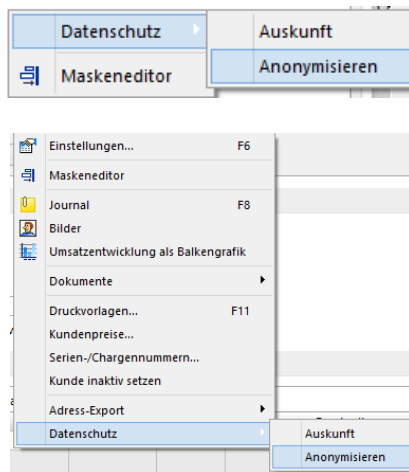 Datenschutz
Auskunft
Maskeneditor
Anonymisieren
Einstellungen... F6
Maskeneditor
Journal F8
Bilder
Umsatzentwicklung als Balkengrafik
Dokumente
Druckvorlagen... F11
Kundenpreise...
Serien-/Chargennummern...
Kunde inaktiv setzen
Adress-Export
Datenschutz
Auskunft
Anonymisieren